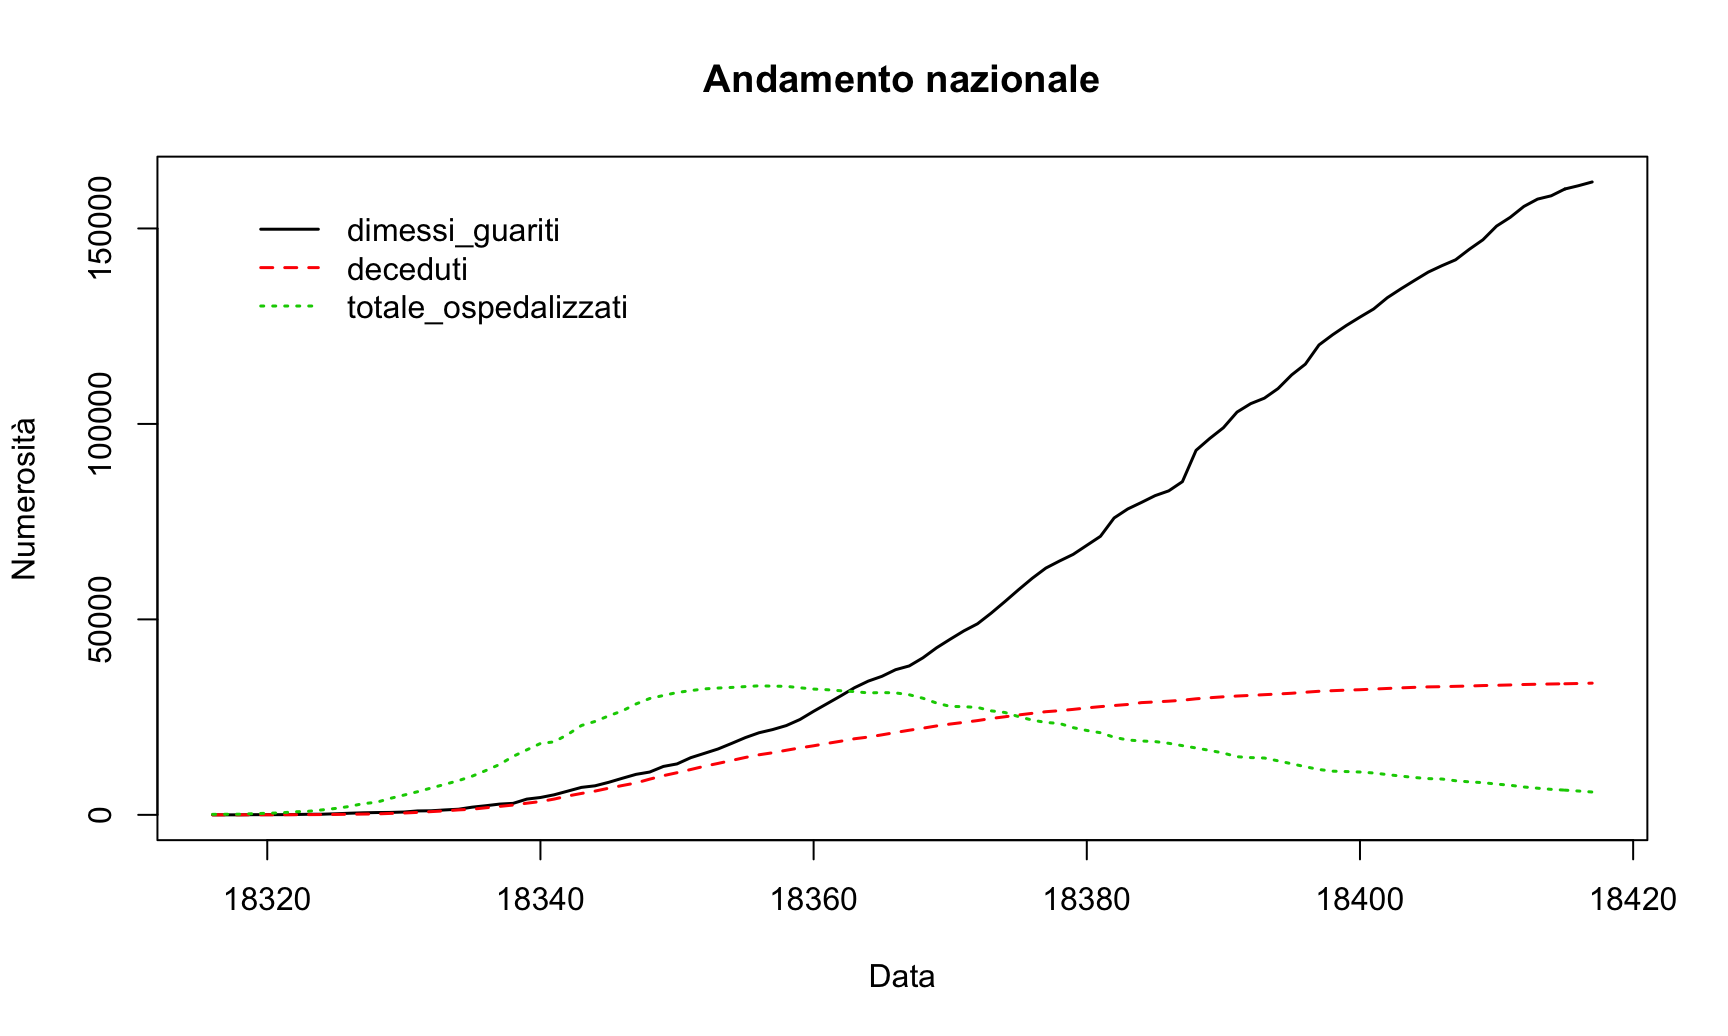 Andamento nazionale
dimessi_guariti
deceduti
totale_ospedalizzati
Numerosità
150000
100000
50000
0
18320 18340 18360 18380 18400 18420
Data